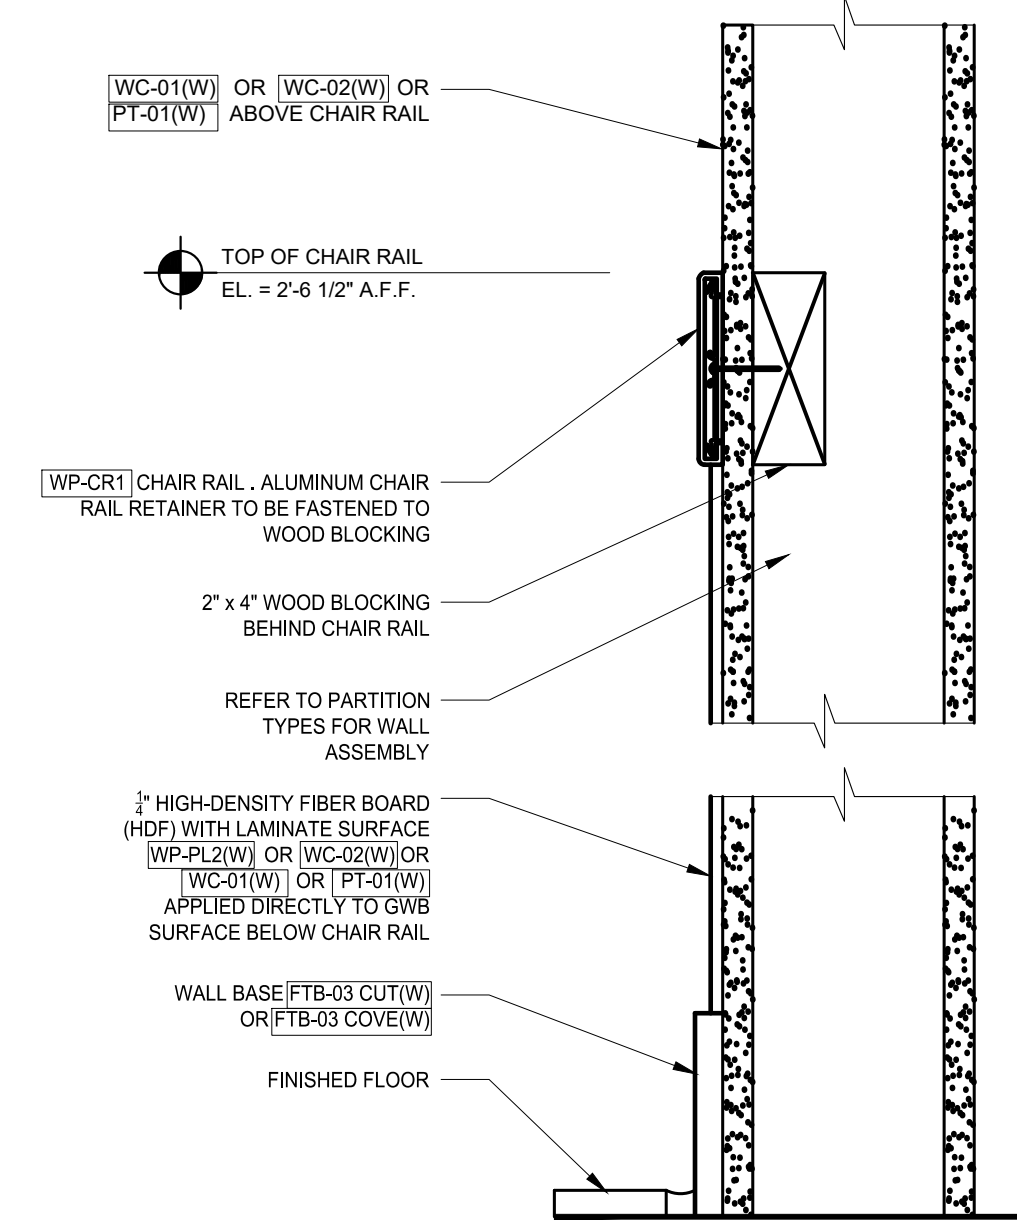 WC-01(W) OR WC-02(W) OR
PT-01(W) ABOVE CHAIR RAIL
TOP OF CHAIR RAIL
EL. = 2'-6 1/2" A.F.F.
WP-CR1 CHAIR RAIL . ALUMINUM CHAIR
RAIL RETAINER TO BE FASTENED TO
WOOD BLOCKING
2" x 4" WOOD BLOCKING
BEHIND CHAIR RAIL
REFER TO PARTITION
TYPES FOR WALL
ASSEMBLY
1/4" HIGH-DENSITY FIBER BOARD
(HDF) WITH LAMINATE SURFACE
WP-PL2(W) OR WC-02(W) OR
WC-01(W) OR PT-01(W)
APPLIED DIRECTLY TO GWB
SURFACE BELOW CHAIR RAIL
WALL BASE FTB-03 CUT(W)
OR FTB-03 COVE(W)
FINISHED FLOOR